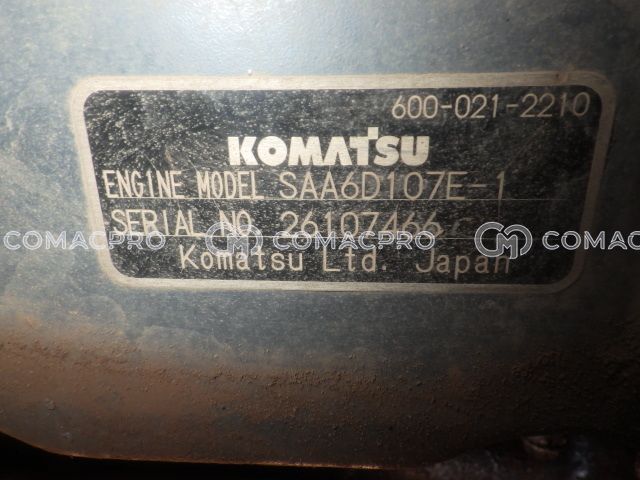 600-021-2210
KOMATSU
ENGINE MODEL SAA6D107E-1
SERIAL NO. 26107466
Komatsu Ltd. Japan
COMACPRO
COMACPRO
COMACPRO